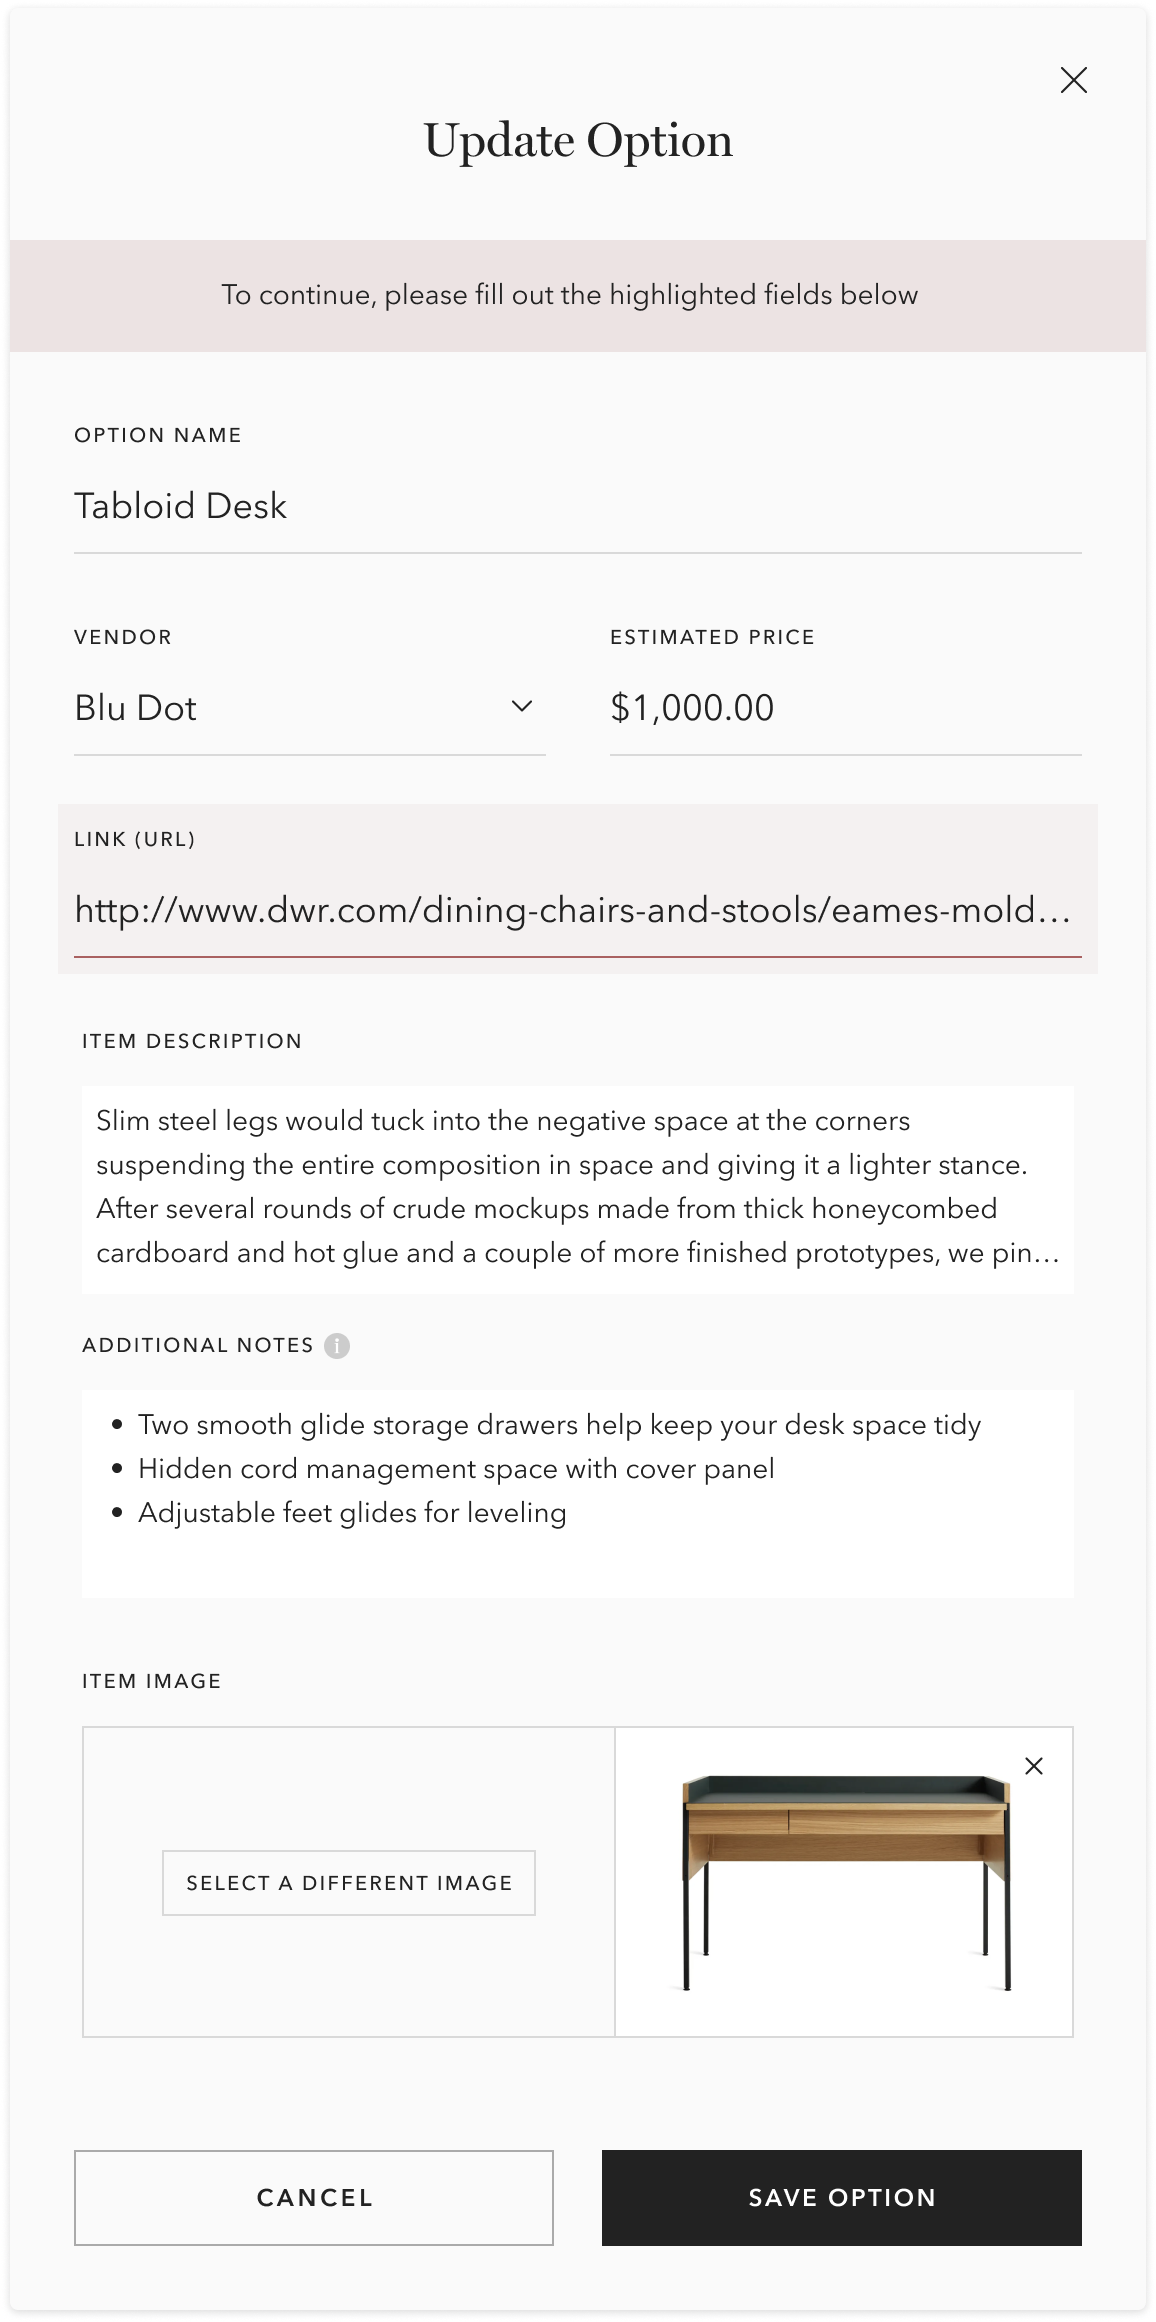 Update Option
To continue, please fill out the highlighted fields below
OPTION NAME
Tabloid Desk
VENDOR
ESTIMATED PRICE
Blu Dot
$1,000.00
LINK (URL)
http://www.dwr.com/dining-chairs-and-stools/eames-mold...
ITEM DESCRIPTION
Slim steel legs would tuck into the negative space at the corners
suspending the entire composition in space and giving it a lighter stance.
After several rounds of crude mockups made from thick honeycombed
cardboard and hot glue and a couple of more finished prototypes, we pin...
ADDITIONAL NOTES i
• Two smooth glide storage drawers help keep your desk space tidy
• Hidden cord management space with cover panel
• Adjustable feet glides for leveling
ITEM IMAGE
SELECT A DIFFERENT IMAGE
CANCEL
SAVE OPTION